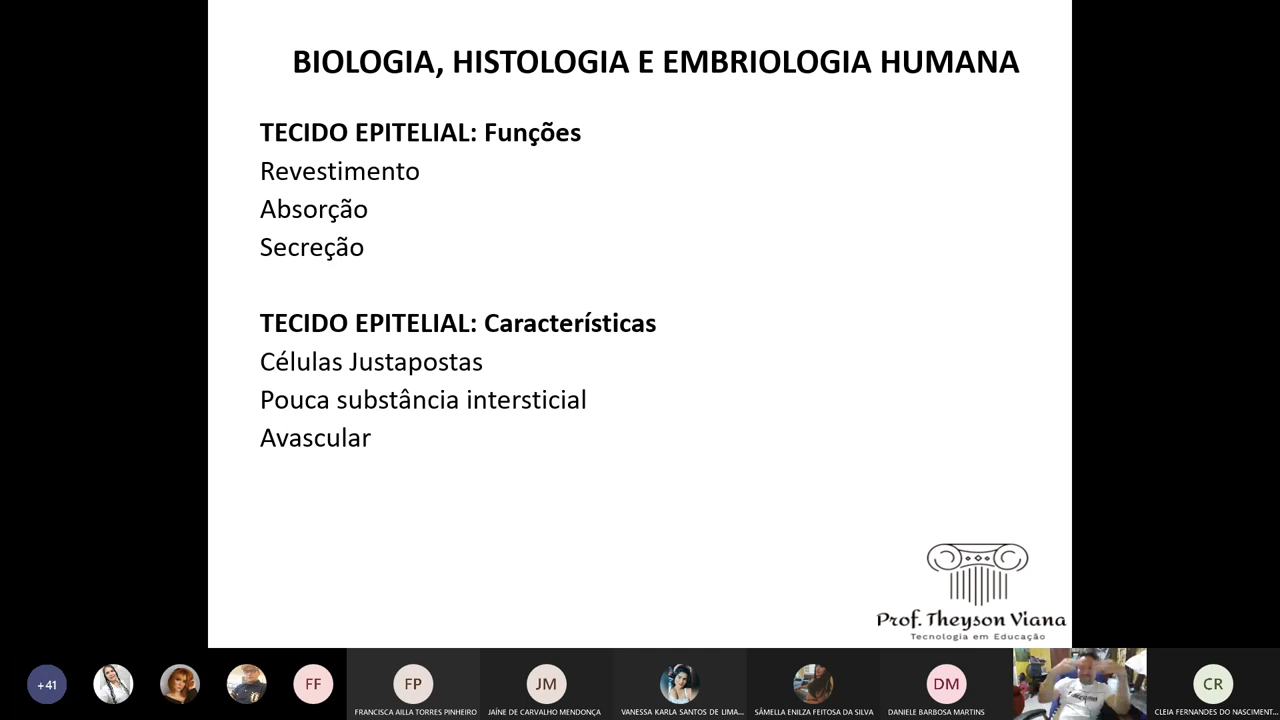 BIOLOGIA, HISTOLOGIA E EMBRIOLOGIA HUMANA
TECIDO EPITELIAL: Funções
Revestimento
Absorção
Secreção
TECIDO EPITELIAL: Características
Células Justapostas
Pouca substância intersticial
Avascular
Prof. Theyson Viana
Tecnologia em Educação
+41
FF
FP
JM
DM
CR
FRANCISCA AILLA TORRES PINHEIRO
JAÍNE DE CARVALHO MENDONÇA
VANESSA KARLA SANTOS DE LIMA...
SÂMELLA ENILZA FEITOSA DA SILVA
DANIELE BARBOSA MARTINS
CLEIA FERNANDES DO NASCIMENT...